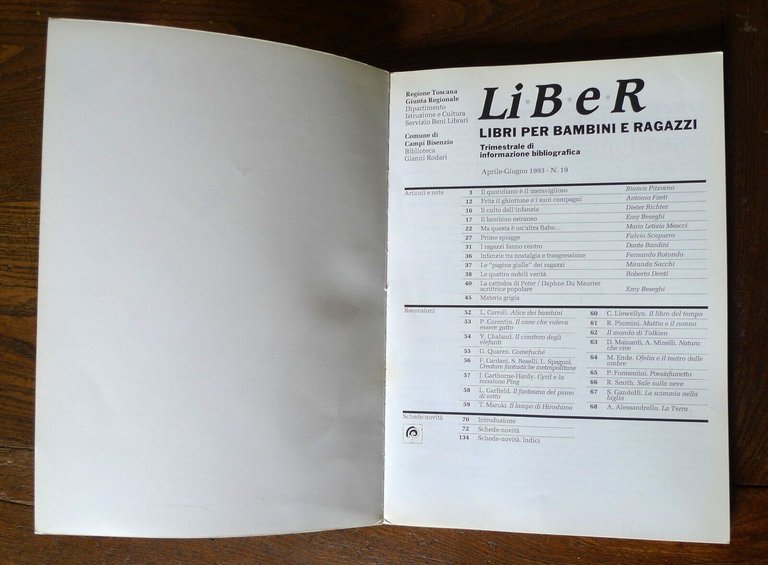 Regione Toscana
Giunta Regionale
Dipartimento
Istruzione e Cultura
Servizio Beni Librari
Comune di
Campi Bisenzio
Biblioteca
Gianni Rodari
LiBeR
LIBRI PER BAMBINI E RAGAZZI
Trimestrale di
informazione bibliografica
Aprile-Giugno 1993 - N. 19
Articoli e note
3 Il quotidiano è il meraviglioso Bianca Pitzorno
12 Fritz il ghiottone e i suoi compagni Antonio Faeti
16 Il culto dell'infanzia Dieter Richter
17 Il bambino estraneo Emy Beseghi
22 Ma questa è un'altra fiaba... Maria Letizia Meacci
27 Prime spiagge Fulvio Scaparro
31 I ragazzi fanno centro Dante Bandini
36 Infanzie tra nostalgia e trasgressione Fernando Rotondo
37 Le "pagine gialle" dei ragazzi Miranda Sacchi
38 Le quattro nobili verità Roberto Denti
40 La cattedra di Peter / Daphne Du Maurier
scrittrice popolare Emy Beseghi
45 Materia grigia
Recensioni
52 L. Carroll. Alice dei bambini
53 P. Corentin. Il cane che voleva
essere gatto
54 Y. Chaland. Il cimitero degli
elefanti
55 G. Quarzo. Comefuché
56 F. Cardani, S. Boselli, L. Spagnol.
Creature fantastiche metropolitane
57 J. Garthorne-Hardy. Cyril e la
missione Ping
58 L. Garfield. Il fantasma del piano
di sotto
59 T. Maruki. Il lampo di Hiroshima
60 C. Llewellyn. Il libro del tempo
61 R. Piumini. Mattia e il nonno
62 Il mondo di Tolkien
63 D. Mainardi, A. Minelli. Natura
che vive
64 M. Ende. Ofelia e il teatro delle
ombre
65 P. Formentini. Poesiafumetto
66 R. Smith. Sale sulla neve
67 S. Gandolfi. La scimmia nella
biglia
68 A. Alessandrello. La Terra
Schede-novità
70 Introduzione
72 Schede-novità
134 Schede-novità. Indici